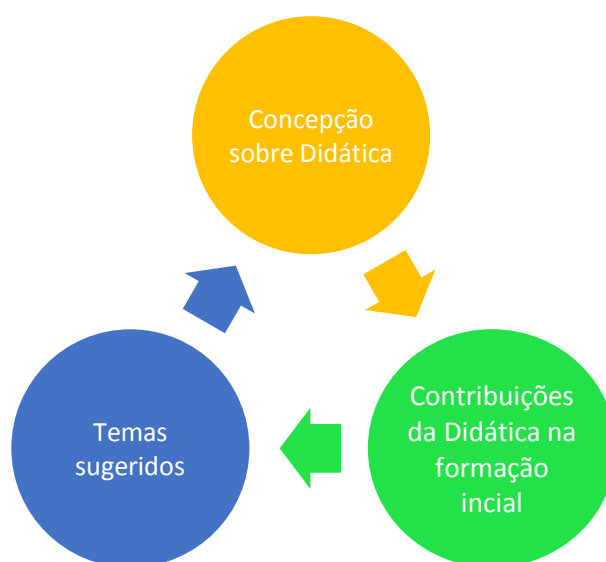 Concepção
sobre Didática
Contribuições
da Didática na
formação
incial
Temas
sugeridos